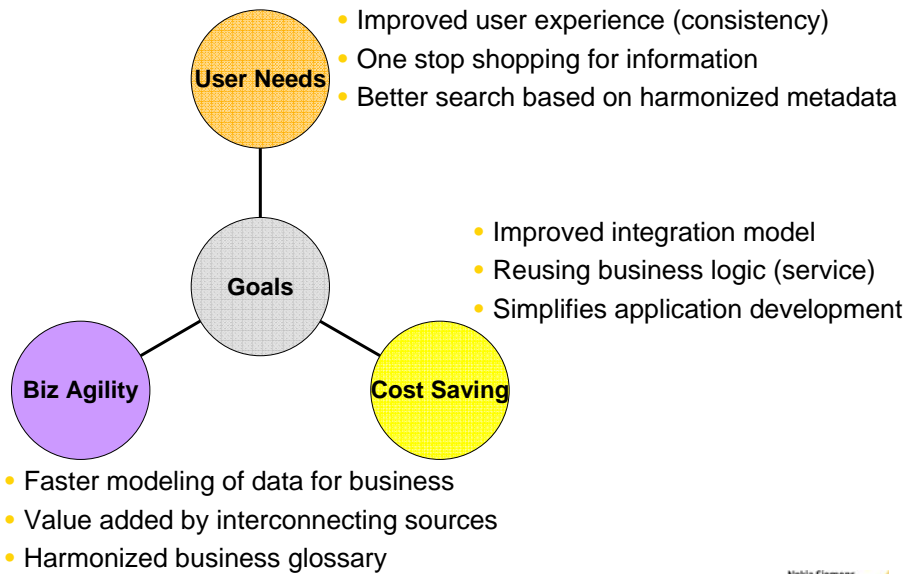 • Improved user experience (consistency)
• One stop shopping for information
• Better search based on harmonized metadata
User Needs
• Improved integration model
• Reusing business logic (service)
• Simplifies application development
Goals
Biz Agility
Cost Saving
• Faster modeling of data for business
• Value added by interconnecting sources
• Harmonized business glossary